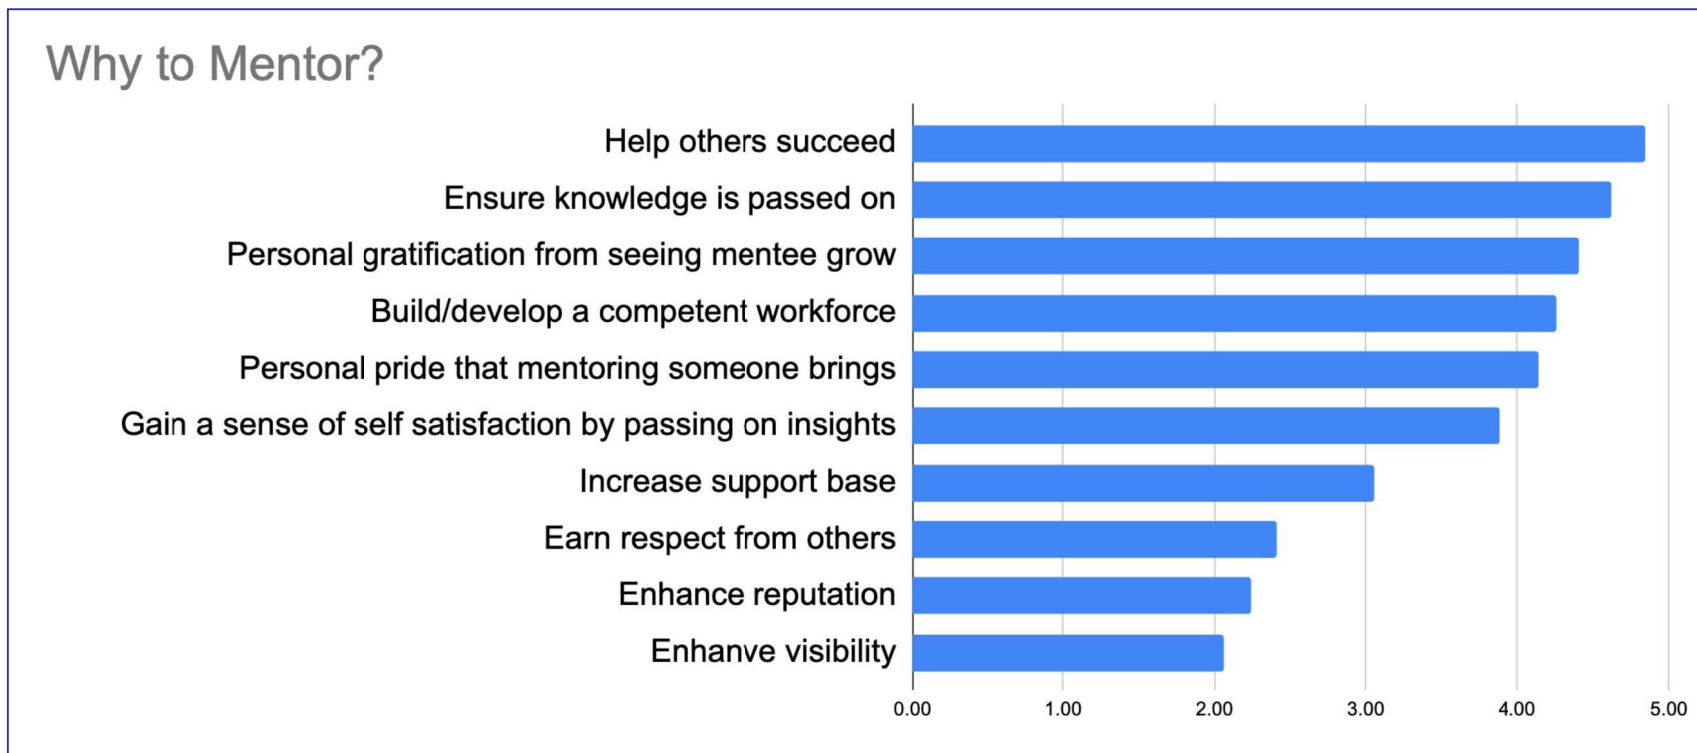 Why to Mentor?
Help others succeed
Ensure knowledge is passed on
Personal gratification from seeing mentee grow
Build/develop a competent workforce
Personal pride that mentoring someone brings
Gain a sense of self satisfaction by passing on insights
Increase support base
Earn respect from others
Enhance reputation
Enhanve visibility
0.00 1.00 2.00 3.00 4.00 5.00